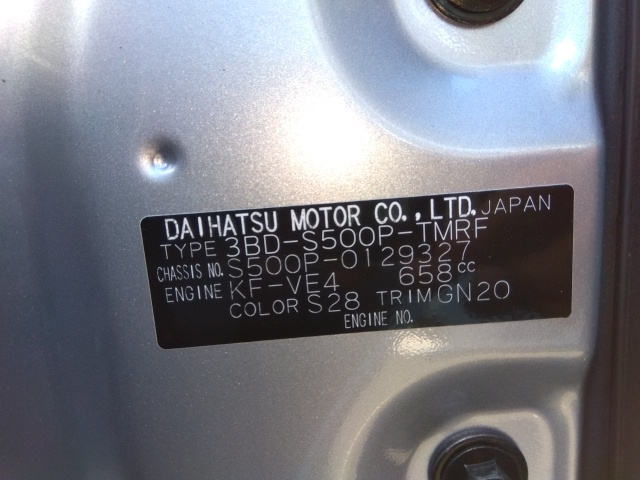 DAIHATSU MOTOR CO., LTD. JAPAN
TYPE 3BD-S500P-TMRF
CHASSIS NO. S500P-0129327
ENGINE KF-VE4 658cc
COLOR S28 TRIM GN20
ENGINE NO.